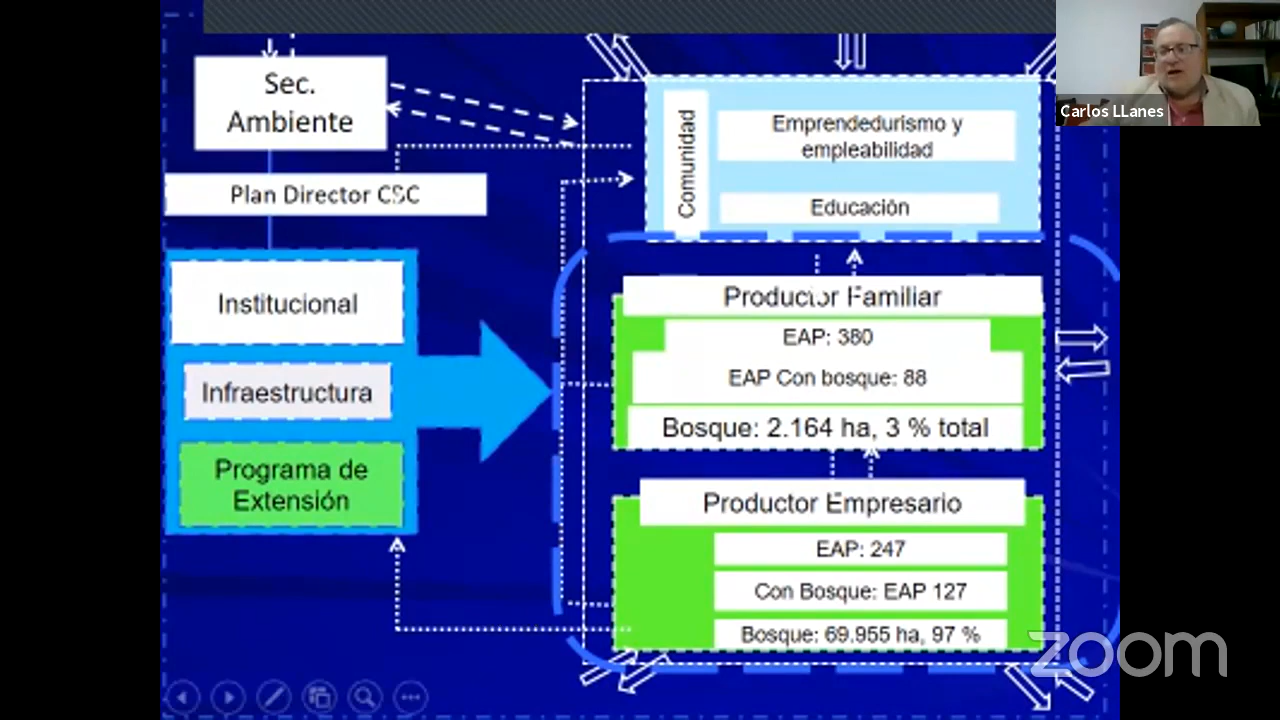 Sec.
Ambiente
Plan Director CSC
Institucional
Infraestructura
Programa de
Extensión
Comunidad
Emprendedurismo y
empleabilidad
Educación
Productor Familiar
EAP: 380
EAP Con bosque: 88
Bosque: 2.164 ha, 3 % total
Productor Empresario
EAP: 247
Con Bosque: EAP 127
Bosque: 69.955 ha, 97 %
Carlos LLanes
zoom